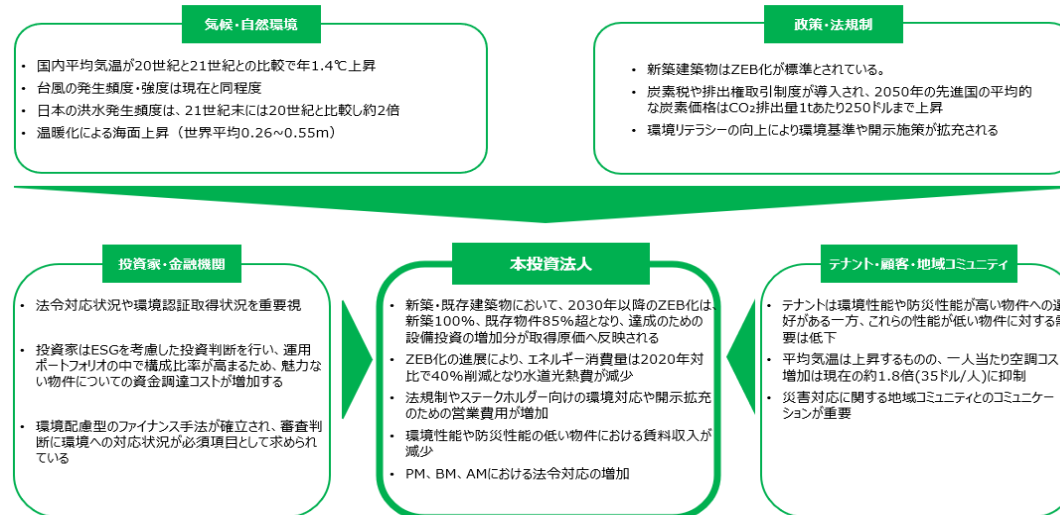 気候・自然環境
・ 国内平均気温が20世紀と21世紀との比較で年1.4℃上昇
・ 台風の発生頻度・強度は現在と同程度
・ 日本の洪水発生頻度は、21世紀末には20世紀と比較し約2倍
・ 温暖化による海面上昇（世界平均0.26~0.55m）
政策・法規制
・ 新築建築物はZEB化が標準とされている。
・ 炭素税や排出権取引制度が導入され、2050年の先進国の平均的
な炭素価格はCO₂排出量1tあたり250ドルまで上昇
・ 環境リテラシーの向上により環境基準や開示施策が拡充される
投資家・金融機関
・ 法令対応状況や環境認証取得状況を重要視
・ 投資家はESGを考慮した投資判断を行い、運用
ポートフォリオの中で構成比率が高まるため、魅力な
い物件についての資金調達コストが増加する
・ 環境配慮型のファイナンス手法が確立され、審査判
断に環境への対応状況が必須項目として求められ
ている
本投資法人
・ 新築・既存建築物において、2030年以降のZEB化は、
新築100%、既存物件85%超となり、達成のための
設備投資の増加分が取得原価へ反映される
・ ZEB化の進展により、エネルギー消費量は2020年対
比で40%削減となり水道光熱費が減少
・ 法規制やステークホルダー向けの環境対応や開示拡充
のための営業費用が増加
・ 環境性能や防災性能の低い物件における賃料収入が
減少
・ PM、BM、AMにおける法令対応の増加
テナント・顧客・地域コミュニティ
・ テナントは環境性能や防災性能が高い物件への選
好がある一方、これらの性能が低い物件に対する需
要は低下
・ 平均気温は上昇するものの、一人当たり空調コス
増加は現在の約1.8倍(35ドル/人)に抑制
・ 災害対応に関する地域コミュニティとのコミュニケー
ションが重要